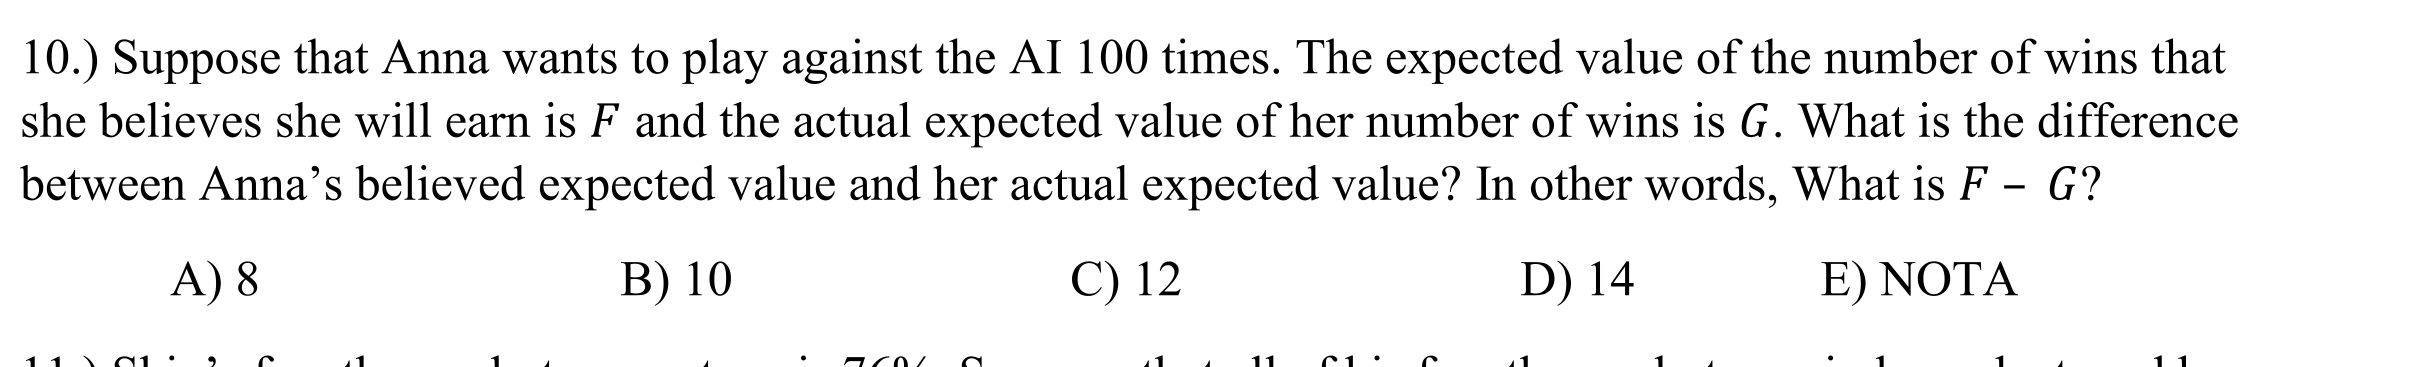 10.) Suppose that Anna wants to play against the AI 100 times. The expected value of the number of wins that
she believes she will earn is F and the actual expected value of her number of wins is G. What is the difference
between Anna’s believed expected value and her actual expected value? In other words, What is F – G?
A) 8 B) 10 C) 12 D) 14 E) NOTA